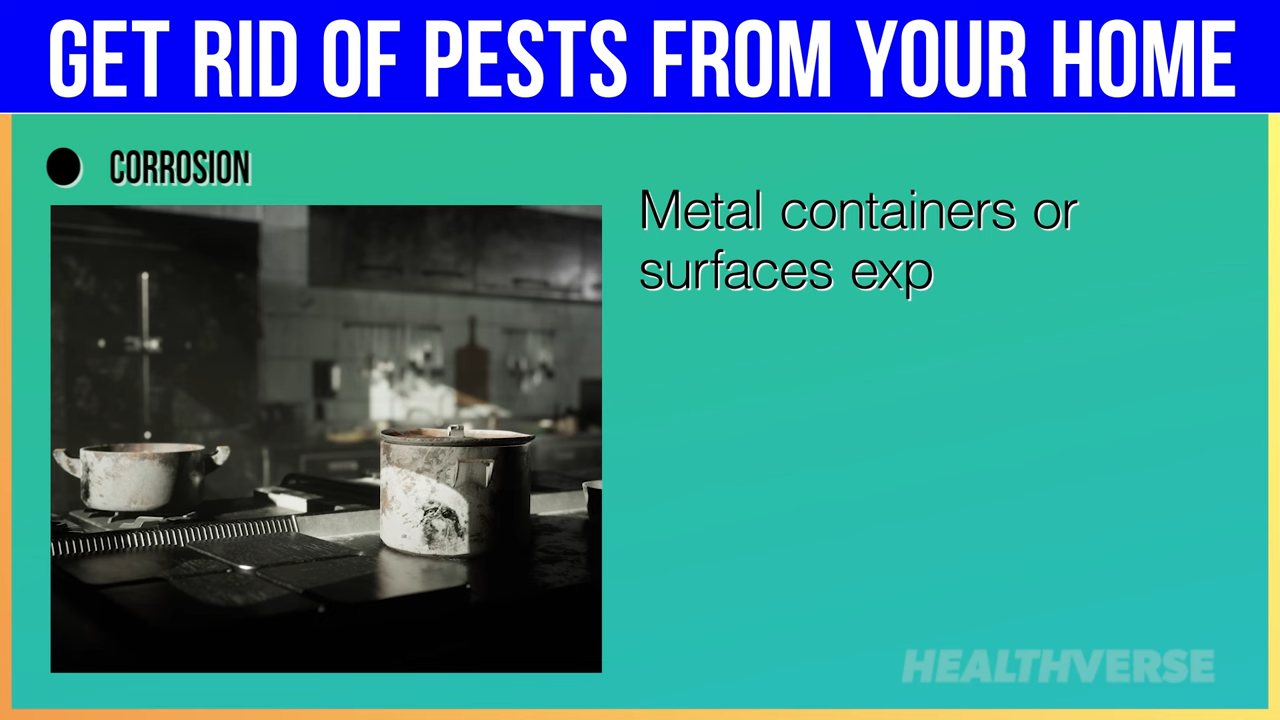 GET RID OF PESTS FROM YOUR HOME
CORROSION
Metal containers or
surfaces exp
HEALTHVERSE